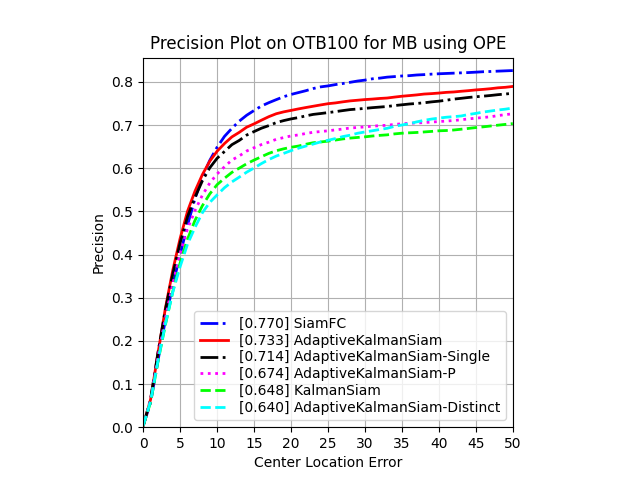 Precision Plot on OTB100 for MB using OPE
Precision
0.8
0.7
0.6
0.5
0.4
0.3
0.2
0.1
0.0
[0.770] SiamFC
[0.733] AdaptiveKalmanSiam
[0.714] AdaptiveKalmanSiam-Single
[0.674] AdaptiveKalmanSiam-P
[0.648] KalmanSiam
[0.640] AdaptiveKalmanSiam-Distinct
0 5 10 15 20 25 30 35 40 45 50
Center Location Error